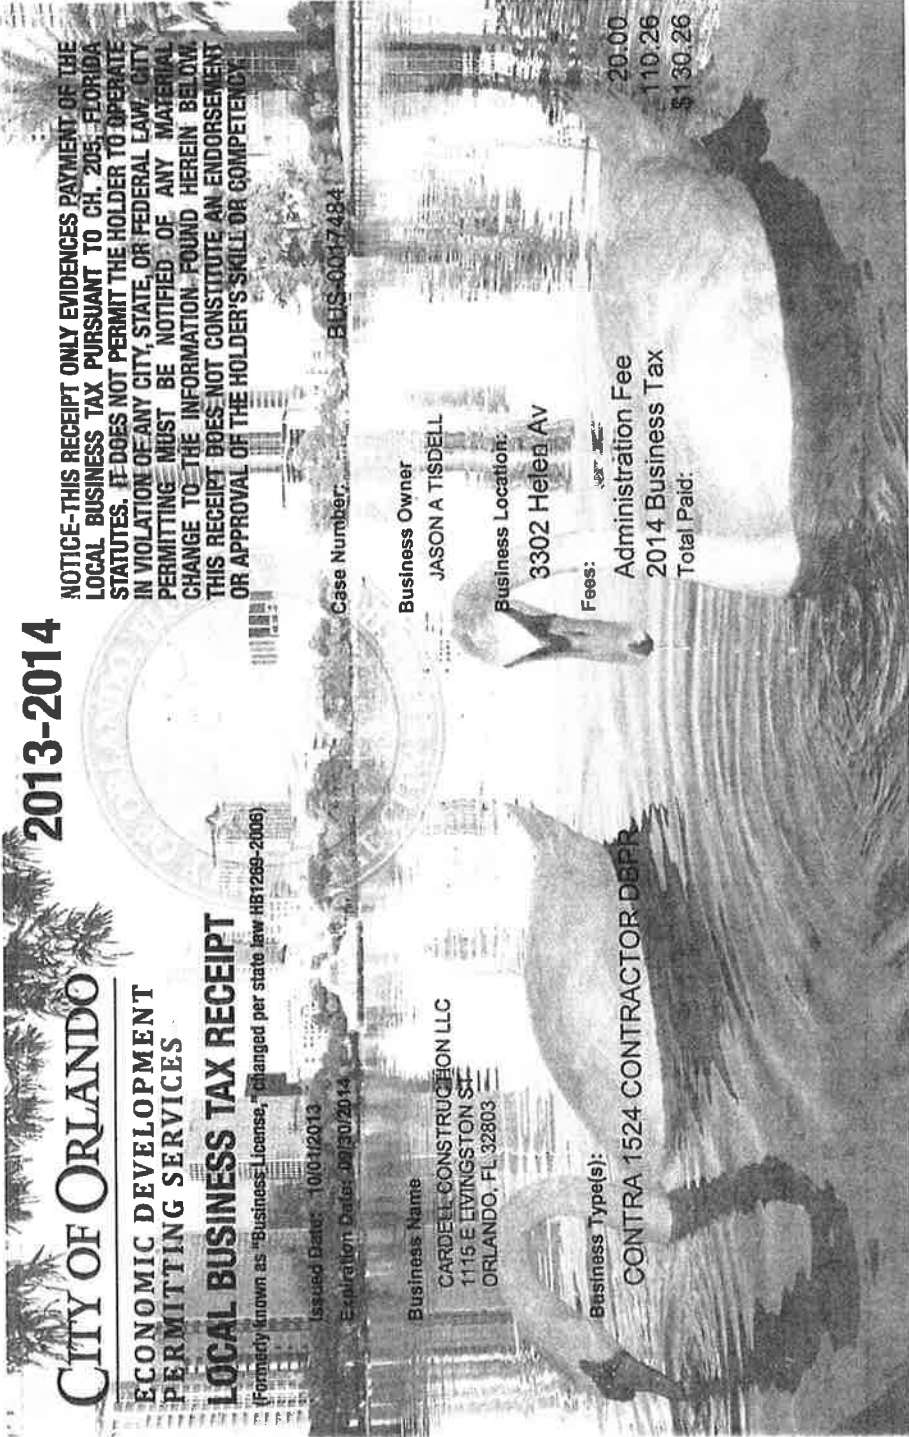 CITY OF ORLANDO
2013-2014
ECONOMIC DEVELOPMENT
PERMITTING SERVICES
LOCAL BUSINESS TAX RECEIPT
(Formerly known as "Business License," changed per state law HB1269-2006)
NOTICE-THIS RECEIPT ONLY EVIDENCES PAYMENT OF THE
LOCAL BUSINESS TAX PURSUANT TO CH. 205, FLORIDA
STATUTES. IT DOES NOT PERMIT THE HOLDER TO OPERATE
IN VIOLATION OF ANY CITY, STATE, OR FEDERAL LAW. CITY
PERMITTING MUST BE NOTIFIED OF ANY MATERIAL
CHANGE TO THE INFORMATION FOUND HEREIN BELOW.
THIS RECEIPT DOES NOT CONSTITUTE AN ENDORSEMENT
OR APPROVAL OF THE HOLDER'S SKILL OR COMPETENCY.
Issued Date: 10/01/2013
Expiration Date: 09/30/2014
Case Number: BUS-0017484
Business Name
CARDELL CONSTRUCTION LLC
1115 E LIVINGSTON ST
ORLANDO, FL 32803
Business Owner
JASON A TISDELL
Business Location:
3302 Helen Av
Business Type(s):
CONTRA 1524 CONTRACTOR-DBPR
Fees:
Administration Fee 20.00
2014 Business Tax 110.26
Total Paid: $130.26